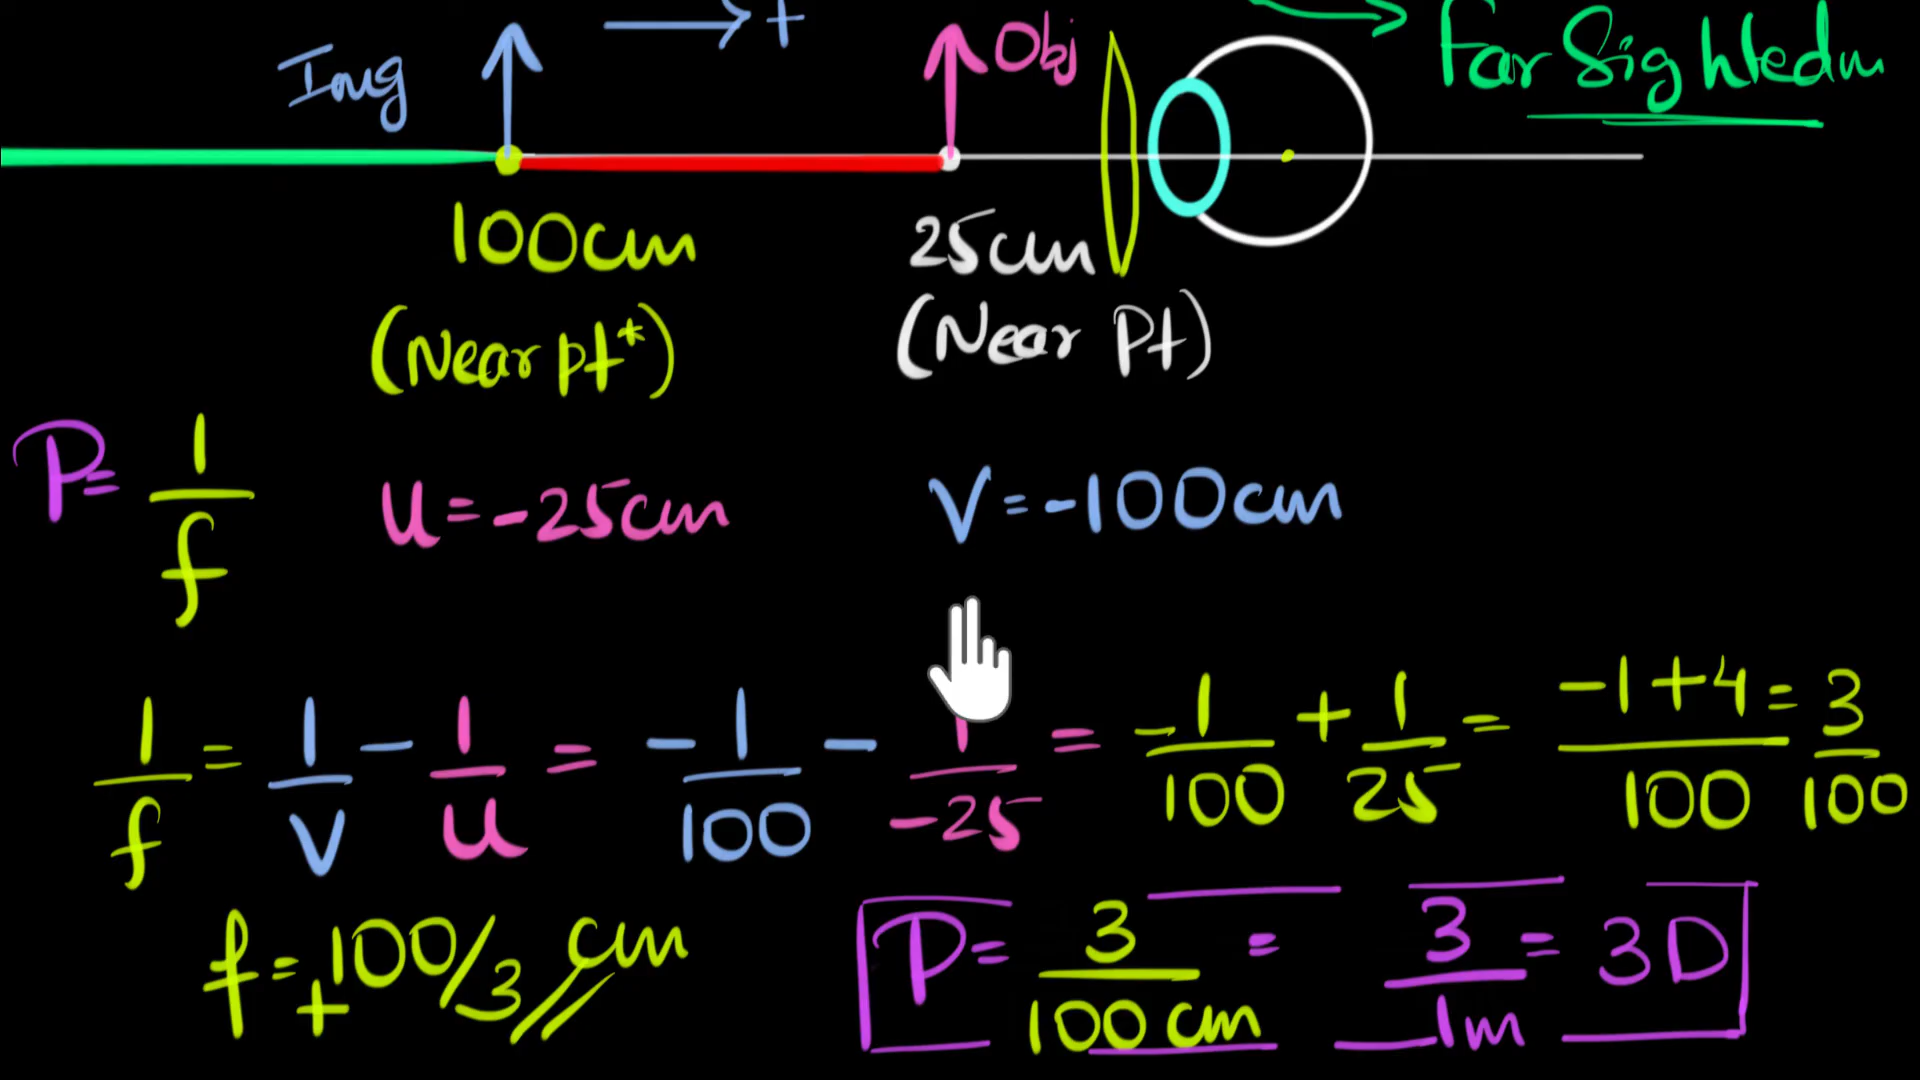 Img → + Obj Far Sightedn
100cm 25cm
(Near pt*) (Near Pt)
P = 1/f u = -25cm v = -100cm
1/f = 1/v - 1/u = -1/100 - 1/-25 = -1/100 + 1/25 = -1+4/100 = 3/100
f = +100/3 cm P = 3/100 cm = 3/1m = 3D